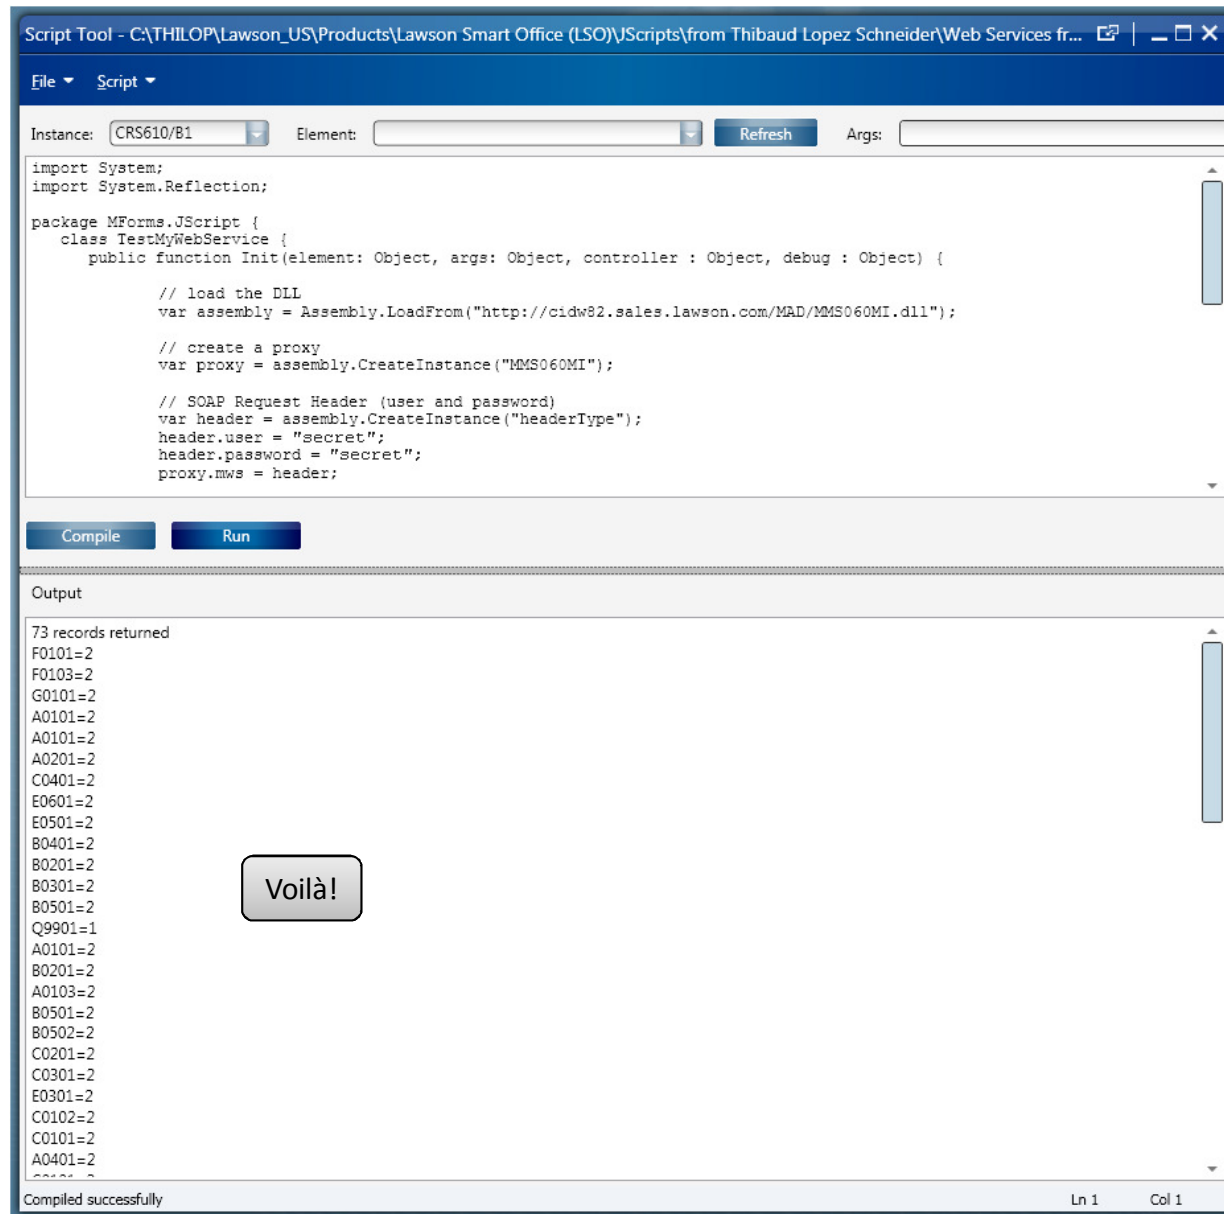 Script Tool - C:\THILOP\Lawson_US\Products\Lawson Smart Office (LSO)\JScripts\from Thibaud Lopez Schneider\Web Services fr...
File Script
Instance: CRS610/B1 Element: Refresh Args:
import System;
import System.Reflection;
package MForms.JScript {
class TestMyWebService {
public function Init(element: Object, args: Object, controller : Object, debug : Object) {
// load the DLL
var assembly = Assembly.LoadFrom("http://cidw82.sales.lawson.com/MAD/MMS060MI.dll");
// create a proxy
var proxy = assembly.CreateInstance("MMS060MI");
// SOAP Request Header (user and password)
var header = assembly.CreateInstance("headerType");
header.user = "secret";
header.password = "secret";
proxy.mws = header;
Compile Run
Output
73 records returned
F0101=2
F0103=2
G0101=2
A0101=2
A0101=2
A0201=2
C0401=2
E0601=2
E0501=2
B0401=2
B0201=2
B0301=2
Voilà!
B0501=2
Q9901=1
A0101=2
B0201=2
A0103=2
B0501=2
B0502=2
C0201=2
C0301=2
E0301=2
C0102=2
C0101=2
A0401=2
Compiled successfully Ln 1 Col 1